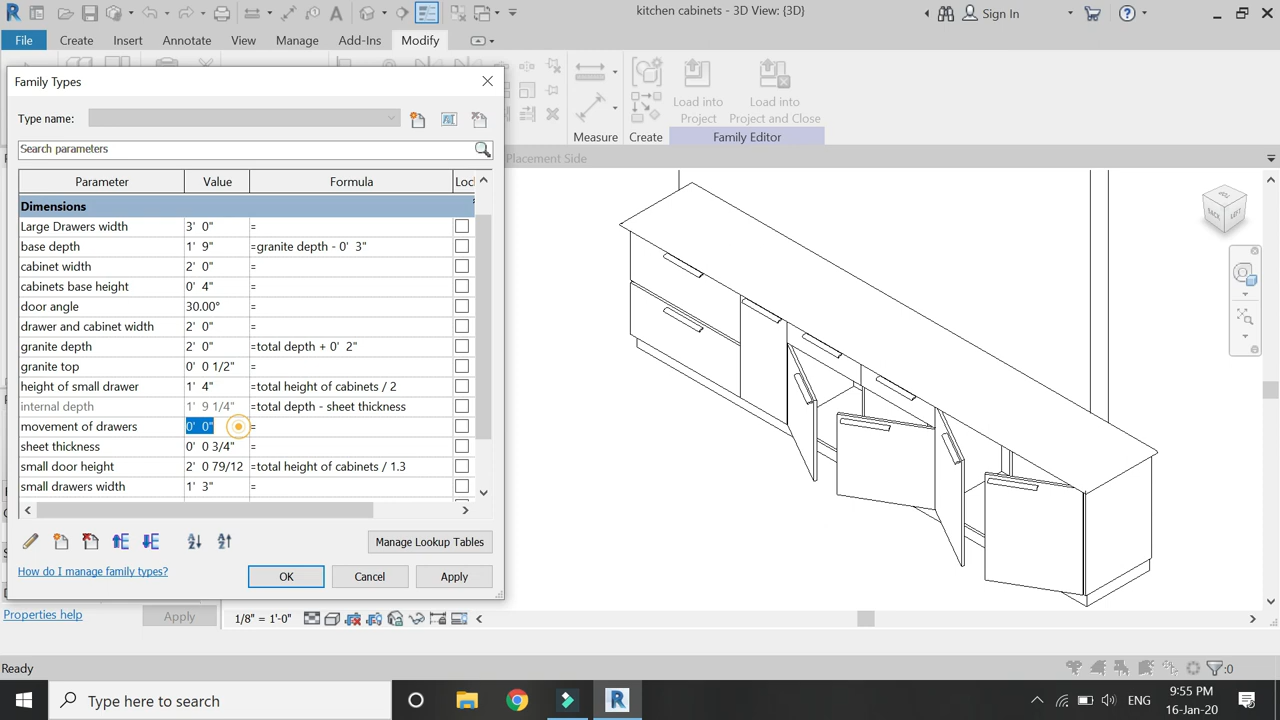 kitchen cabinets - 3D View: {3D}
Sign In
File Create Insert Annotate View Manage Add-Ins Modify
Family Types
Type name:
Search parameters
Load into Project
Load into Project and Close
Measure Create Family Editor
Placement Side
Parameter Value Formula Loc
Dimensions
Large Drawers width 3' 0" =
base depth 1' 9" =granite depth - 0' 3"
cabinet width 2' 0" =
cabinets base height 0' 4" =
door angle 30.00° =
drawer and cabinet width 2' 0" =
granite depth 2' 0" =total depth + 0' 2"
granite top 0' 0 1/2" =
height of small drawer 1' 4" =total height of cabinets / 2
internal depth 1' 9 1/4" =total depth - sheet thickness
movement of drawers 0' 0" =
sheet thickness 0' 0 3/4" =
small door height 2' 0 79/12 =total height of cabinets / 1.3
small drawers width 1' 3" =
Manage Lookup Tables
How do I manage family types?
OK Cancel Apply
Properties help Apply
BACK LEFT
1/8" = 1'-0"
Ready
:0
Type here to search
ENG
9:55 PM
16-Jan-20